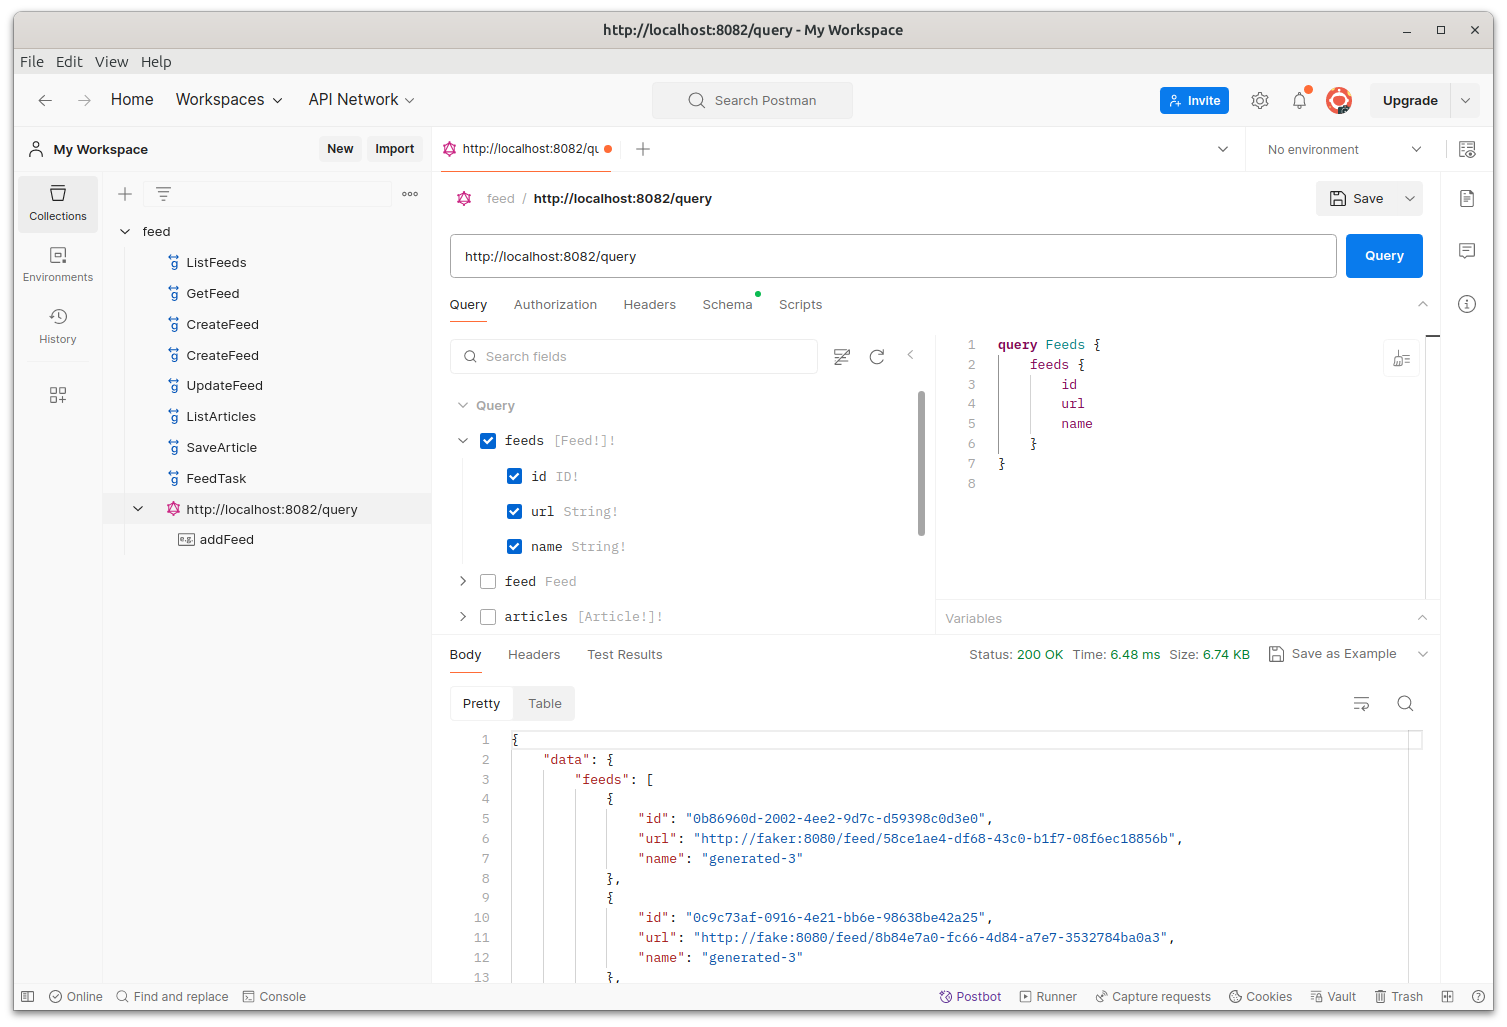 http://localhost:8082/query - My Workspace
File Edit View Help
Home Workspaces API Network Search Postman Invite Upgrade
My Workspace New Import http://localhost:8082/qu No environment
Collections
Environments
History
feed
ListFeeds
GetFeed
CreateFeed
CreateFeed
UpdateFeed
ListArticles
SaveArticle
FeedTask
http://localhost:8082/query
e.g. addFeed
feed / http://localhost:8082/query Save
http://localhost:8082/query Query
Query Authorization Headers Schema Scripts
Search fields
Query
feeds [Feed!]!
id ID!
url String!
name String!
feed Feed
articles [Article!]!
1 query Feeds {
2 feeds {
3 id
4 url
5 name
6 }
7 }
8
Variables
Body Headers Test Results Status: 200 OK Time: 6.48 ms Size: 6.74 KB Save as Example
Pretty Table
1 {
2 "data": {
3 "feeds": [
4 {
5 "id": "0b86960d-2002-4ee2-9d7c-d59398c0d3e0",
6 "url": "http://faker:8080/feed/58ce1ae4-df68-43c0-b1f7-08f6ec18856b",
7 "name": "generated-3"
8 },
9 {
10 "id": "0c9c73af-0916-4e21-bb6e-98638be42a25",
11 "url": "http://fake:8080/feed/8b84e7a0-fc66-4d84-a7e7-3532784ba0a3",
12 "name": "generated-3"
13 },
Online Find and replace Console Postbot Runner Capture requests Cookies Vault Trash